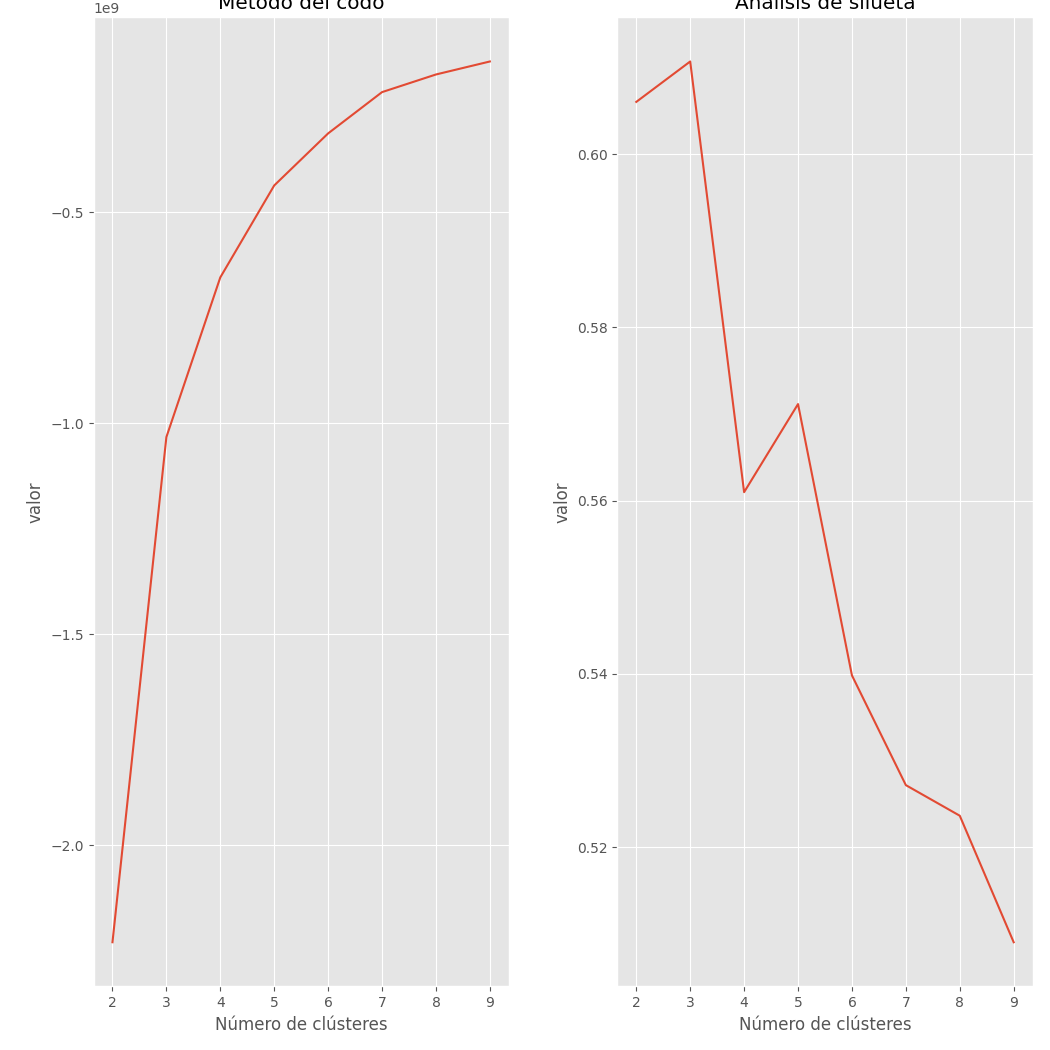 Método del codo
1e9
−0.5
−1.0
−1.5
−2.0
valor
2 3 4 5 6 7 8 9
Número de clústeres
Análisis de silueta
0.60
0.58
0.56
0.54
0.52
valor
2 3 4 5 6 7 8 9
Número de clústeres